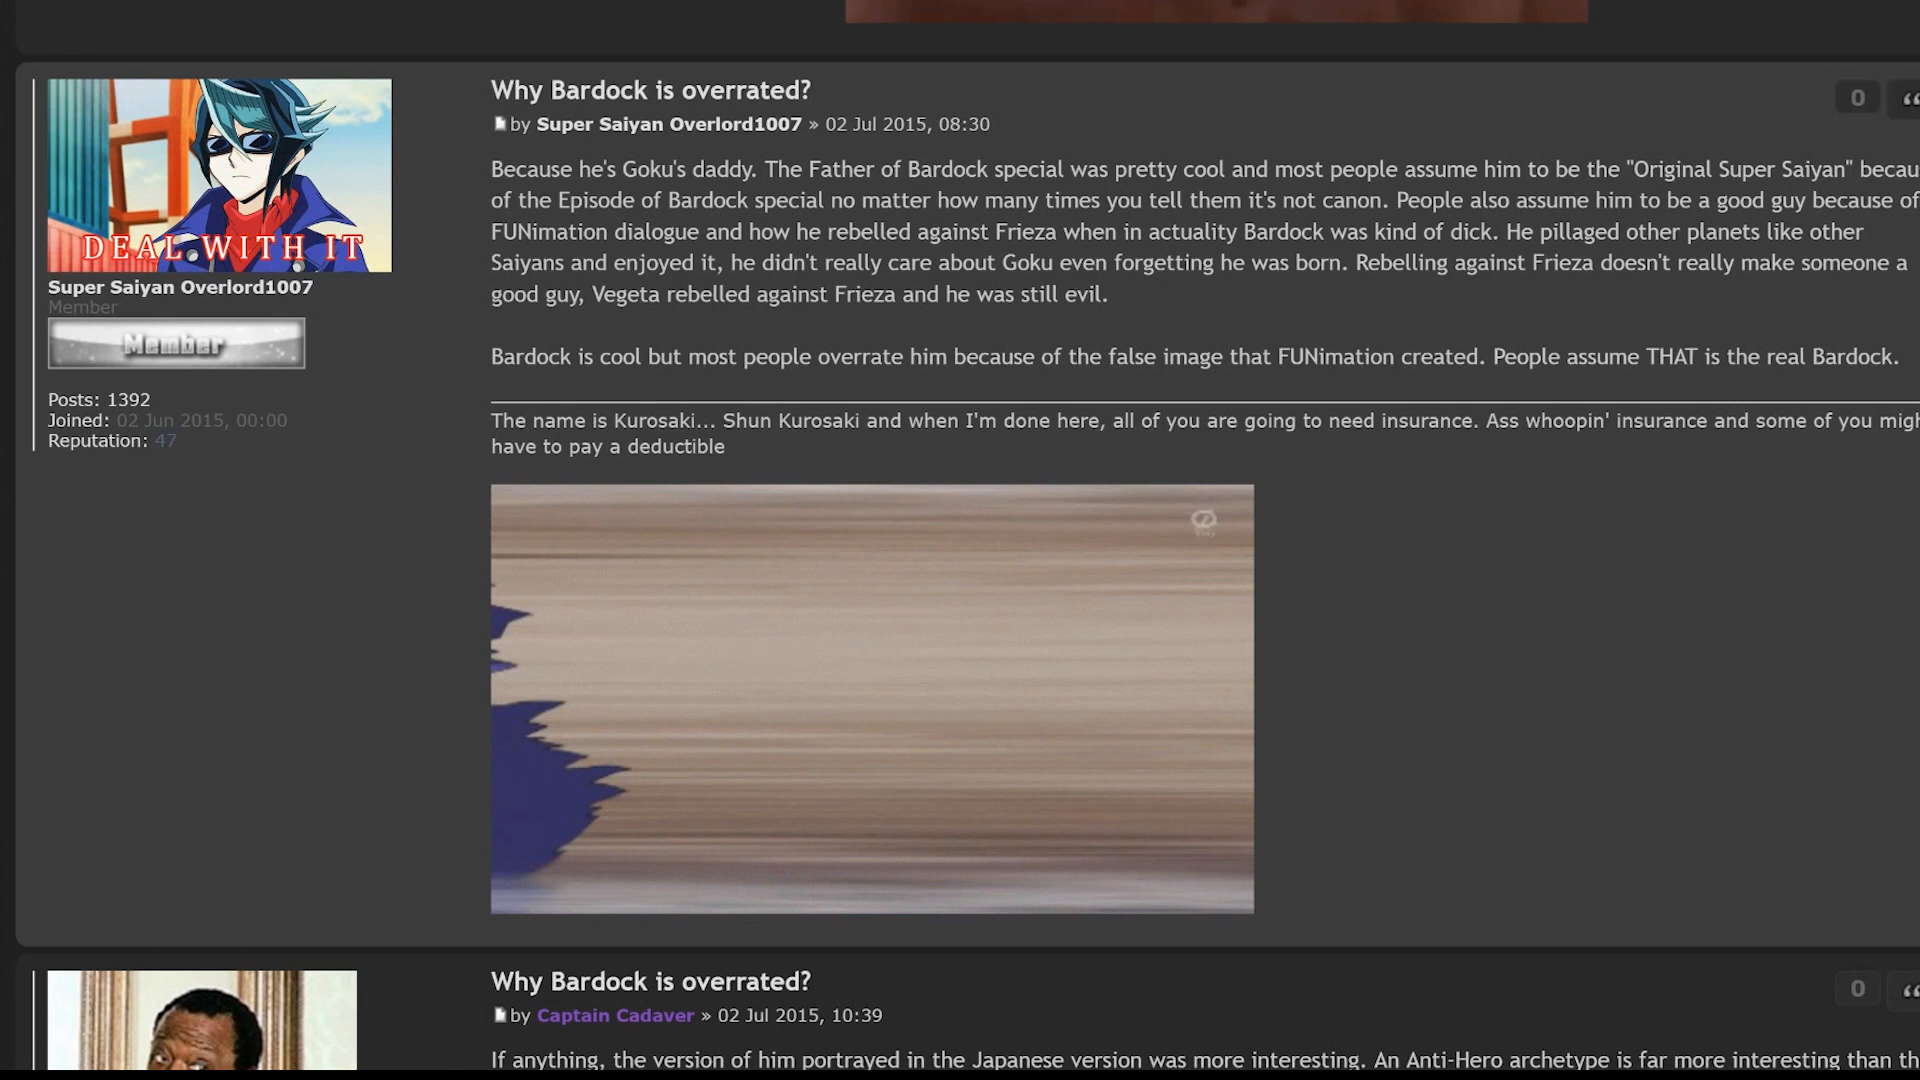 Why Bardock is overrated?
0
by Super Saiyan Overlord1007 » 02 Jul 2015, 08:30
Because he's Goku's daddy. The Father of Bardock special was pretty cool and most people assume him to be the "Original Super Saiyan" becau
of the Episode of Bardock special no matter how many times you tell them it's not canon. People also assume him to be a good guy because of
FUNimation dialogue and how he rebelled against Frieza when in actuality Bardock was kind of dick. He pillaged other planets like other
Saiyans and enjoyed it, he didn't really care about Goku even forgetting he was born. Rebelling against Frieza doesn't really make someone a
good guy, Vegeta rebelled against Frieza and he was still evil.
Bardock is cool but most people overrate him because of the false image that FUNimation created. People assume THAT is the real Bardock.
DEAL WITH IT
Super Saiyan Overlord1007
Member
Member
Posts: 1392
Joined: 02 Jun 2015, 00:00
Reputation: 47
The name is Kurosaki... Shun Kurosaki and when I'm done here, all of you are going to need insurance. Ass whoopin' insurance and some of you migh
have to pay a deductible
Why Bardock is overrated?
0
by Captain Cadaver » 02 Jul 2015, 10:39
If anything, the version of him portrayed in the Japanese version was more interesting. An Anti-Hero archetype is far more interesting than th